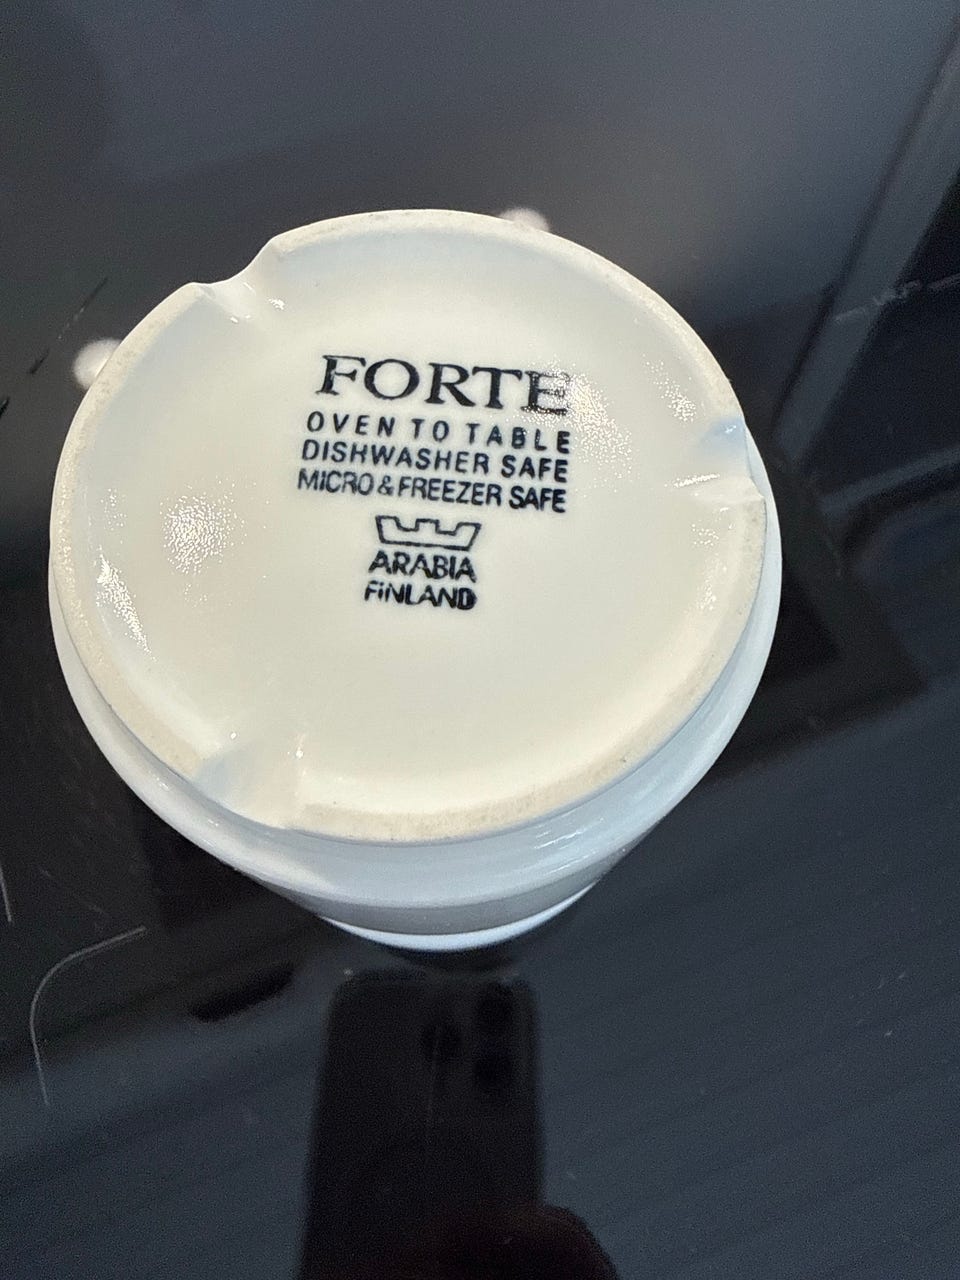 FORTE
OVEN TO TABLE
DISHWASHER SAFE
MICRO & FREEZER SAFE
ARABIA
FINLAND